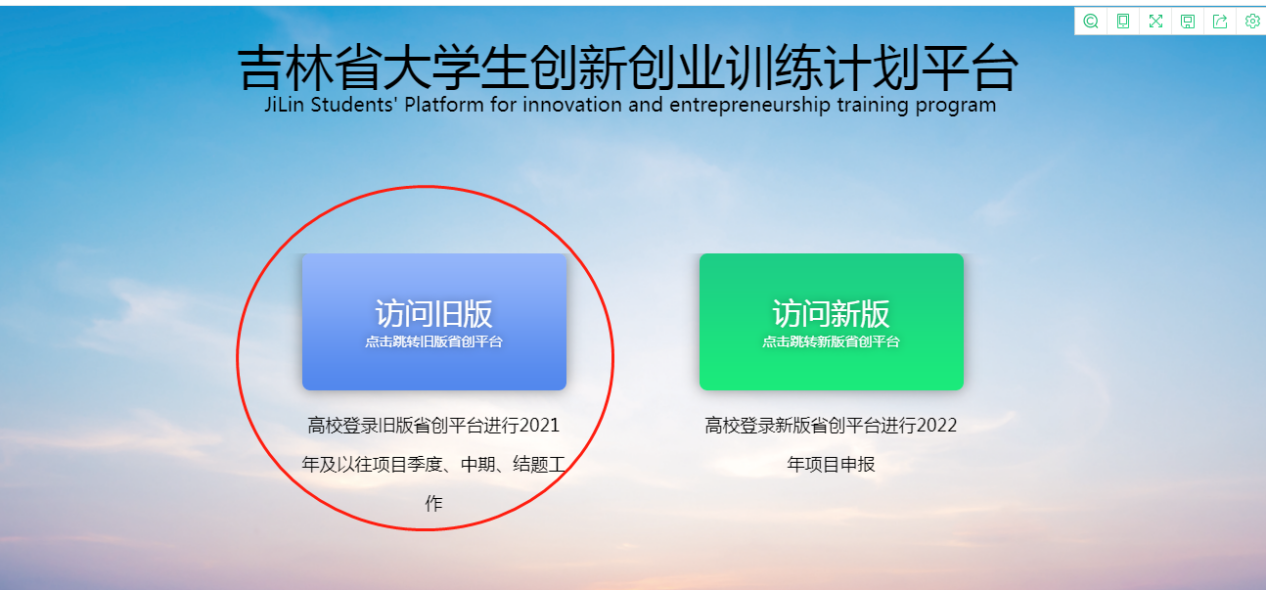 吉林省大学生创新创业训练计划平台
JiLin Students' Platform for innovation and entrepreneurship training program
访问旧版
点击跳转旧版省创平台
高校登录旧版省创平台进行2021
年及以往项目季度、中期、结题工
作
访问新版
点击跳转新版省创平台
高校登录新版省创平台进行2022
年项目申报